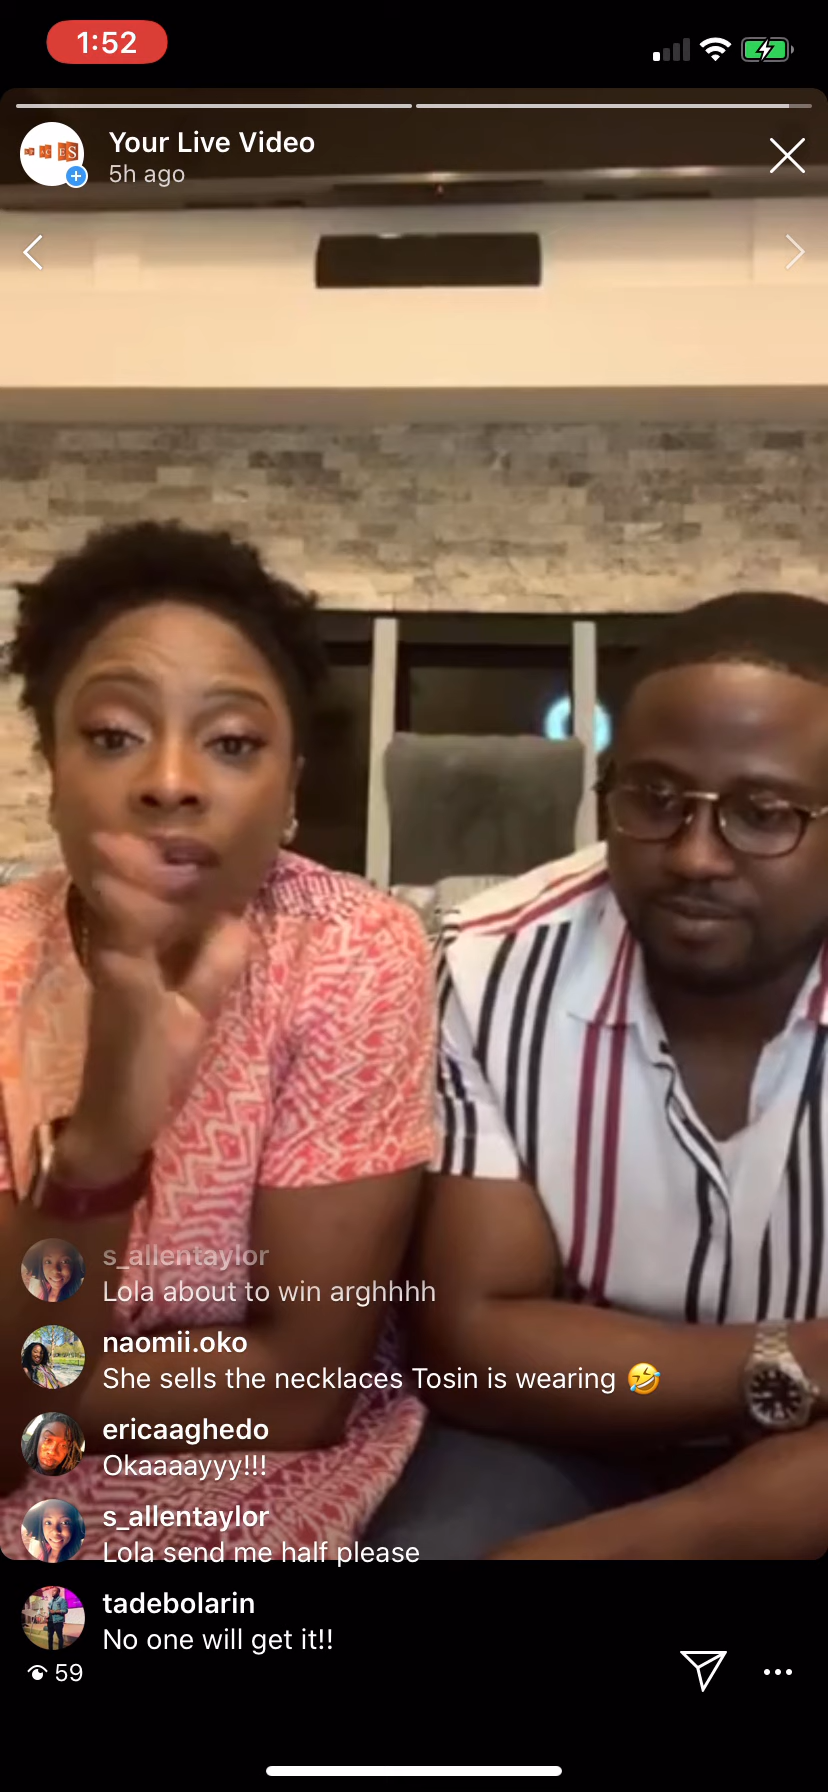 1:52
Your Live Video
5h ago
s_allentaylor
Lola about to win arghhhh
naomii.oko
She sells the necklaces Tosin is wearing 🤣
ericaaghedo
Okaaaayyy!!!
s_allentaylor
Lola send me half please
tadebolarin
No one will get it!!
59